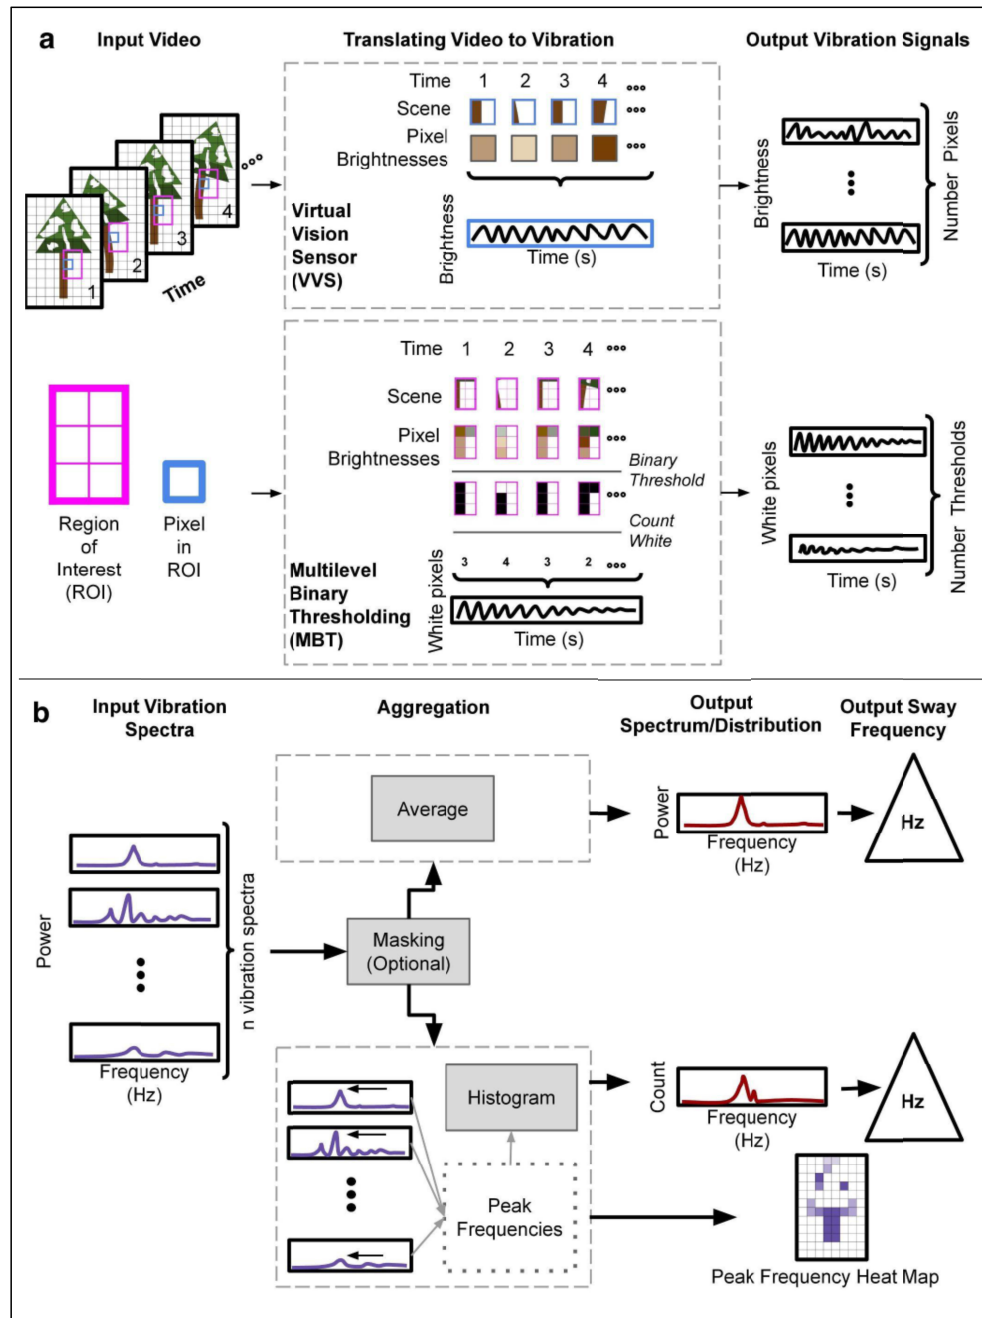 a
Input Video
Translating Video to Vibration
Output Vibration Signals
1
2
3
4
Time
Time 1 2 3 4
Scene
Pixel
Brightnesses
Virtual
Vision
Sensor
(VVS)
Brightness
Time (s)
Brightness
Time (s)
Number Pixels
Region
of
Interest
(ROI)
Pixel
in
ROI
Time 1 2 3 4
Scene
Pixel
Brightnesses
Binary
Threshold
Count
White
3 4 3 2
Multilevel
Binary
Thresholding
(MBT)
White pixels
Time (s)
White pixels
Time (s)
Number Thresholds
b
Input Vibration
Spectra
Aggregation
Output
Spectrum/Distribution
Output Sway
Frequency
Power
Frequency
(Hz)
n vibration spectra
Masking
(Optional)
Average
Power
Frequency
(Hz)
Hz
Histogram
Peak
Frequencies
Count
Frequency
(Hz)
Hz
Peak Frequency Heat Map